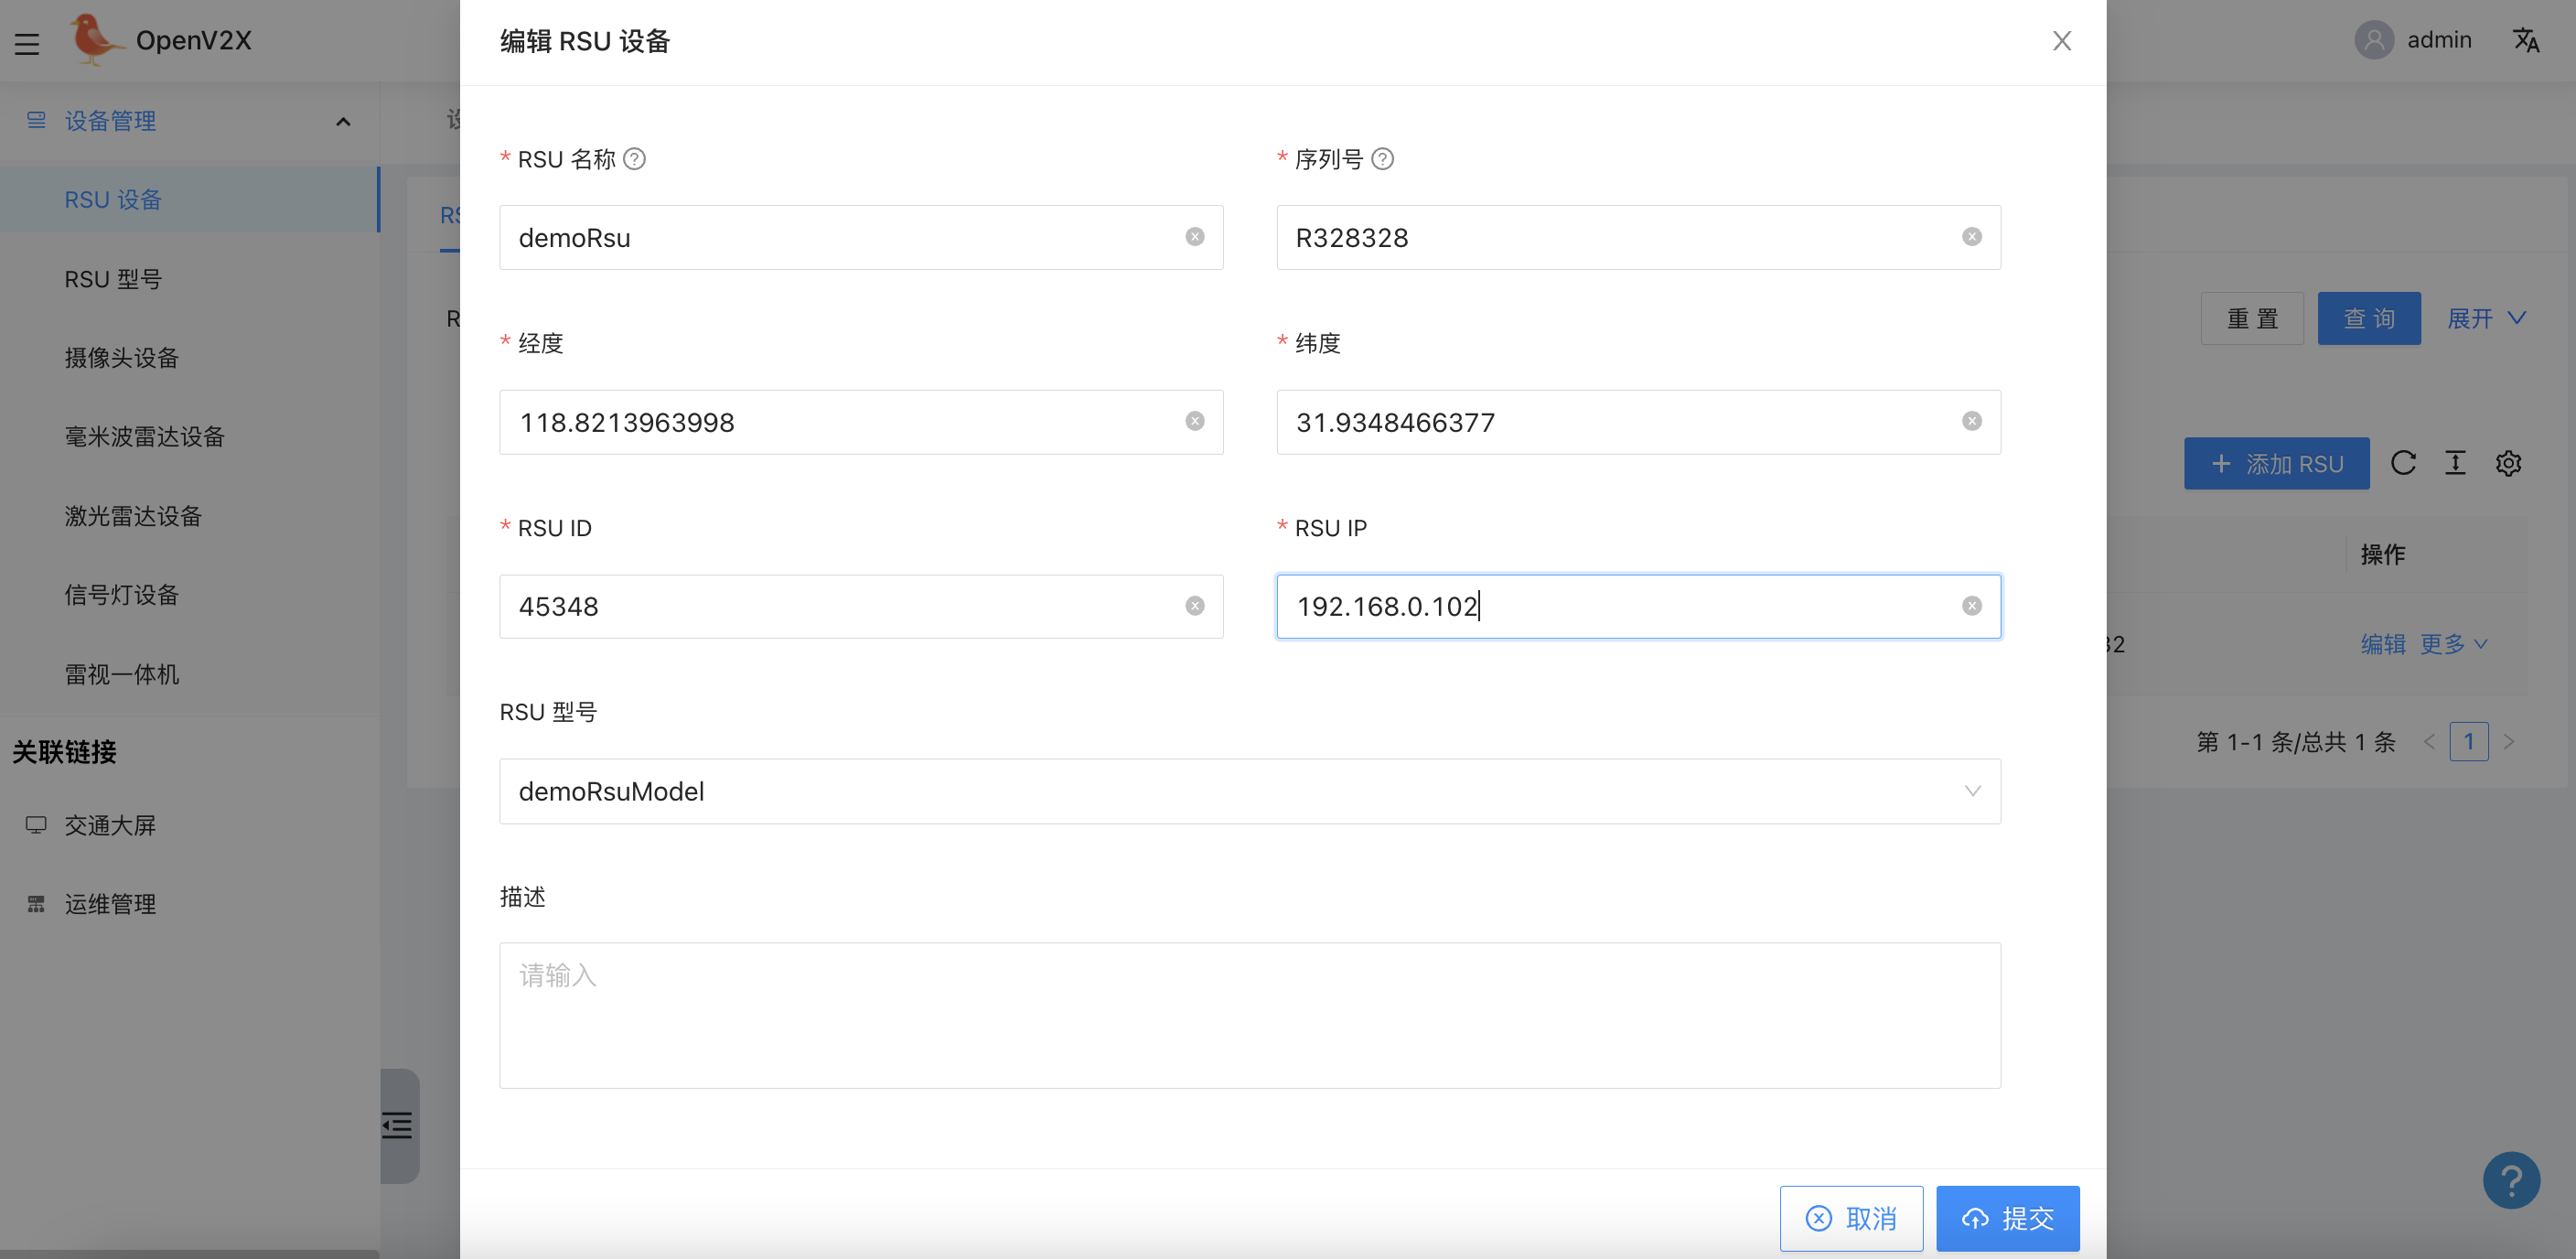 OpenV2X
编辑 RSU 设备
admin
设备管理
RSU 设备
RSU 型号
摄像头设备
毫米波雷达设备
激光雷达设备
信号灯设备
雷视一体机
关联链接
交通大屏
运维管理
* RSU 名称
* 序列号
demoRsu
R328328
* 经度
* 纬度
118.8213963998
31.9348466377
* RSU ID
* RSU IP
45348
192.168.0.102
RSU 型号
demoRsuModel
描述
请输入
取消
提交
重 置
查 询
展开
添加 RSU
操作
编辑 更多
第 1-1 条/总共 1 条
1